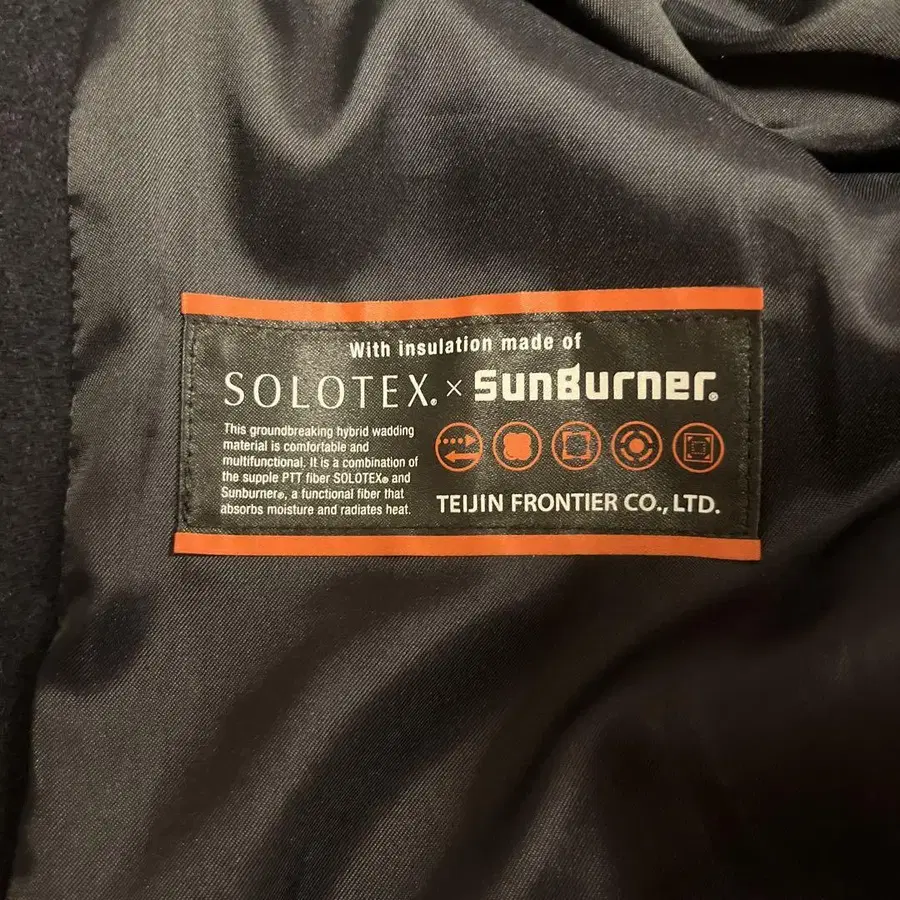 With insulation made of
SOLOTEX® × SunBurner®
This groundbreaking hybrid wadding
material is comfortable and
multifunctional. It is a combination of
the supple PTT fiber SOLOTEX® and
Sunburner®, a functional fiber that
absorbs moisture and radiates heat.
TEIJIN FRONTIER CO., LTD.